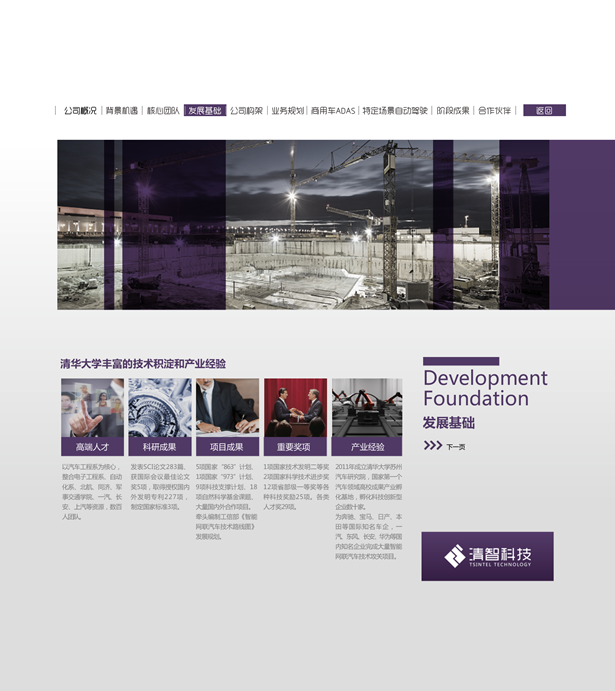 公司概况 背景机遇 核心团队 发展基础 公司构架 业务规划 商用车ADAS 特定场景自动驾驶 阶段成果 合作伙伴 返回
清华大学丰富的技术积淀和产业经验
高端人才
以汽车工程系为核心，
整合电子工程系、自动
化系、北航、同济、军
事交通学院、一汽、长
安、上汽等资源，数百
人团队。
科研成果
发表SCI论文283篇，
获国际会议最佳论文
奖5项，取得授权国内
外发明专利227项，
制定国家标准3项。
项目成果
5项国家“863”计划、
1项国家“973”计划、
9项科技支撑计划、18
项自然科学基金课题、
大量国内外合作项目。
牵头编制工信部《智能
网联汽车技术路线图》
发展规划。
重要奖项
1项国家技术发明二等奖
2项国家科学技术进步奖
12项省部级一等奖等各
种科技奖励25项，各类
人才奖29项。
产业经验
2011年成立清华大学苏州
汽车研究院，国家第一个
汽车领域高校成果产业孵
化基地，孵化科技创新型
企业数十家。
为奔驰、宝马、日产、本
田等国际知名车企，一
汽、东风、长安、华为等国
内知名企业完成大量智能
网联汽车技术攻关项目。
Development
Foundation
发展基础
下一页
清智科技
TSINTEL TECHNOLOGY